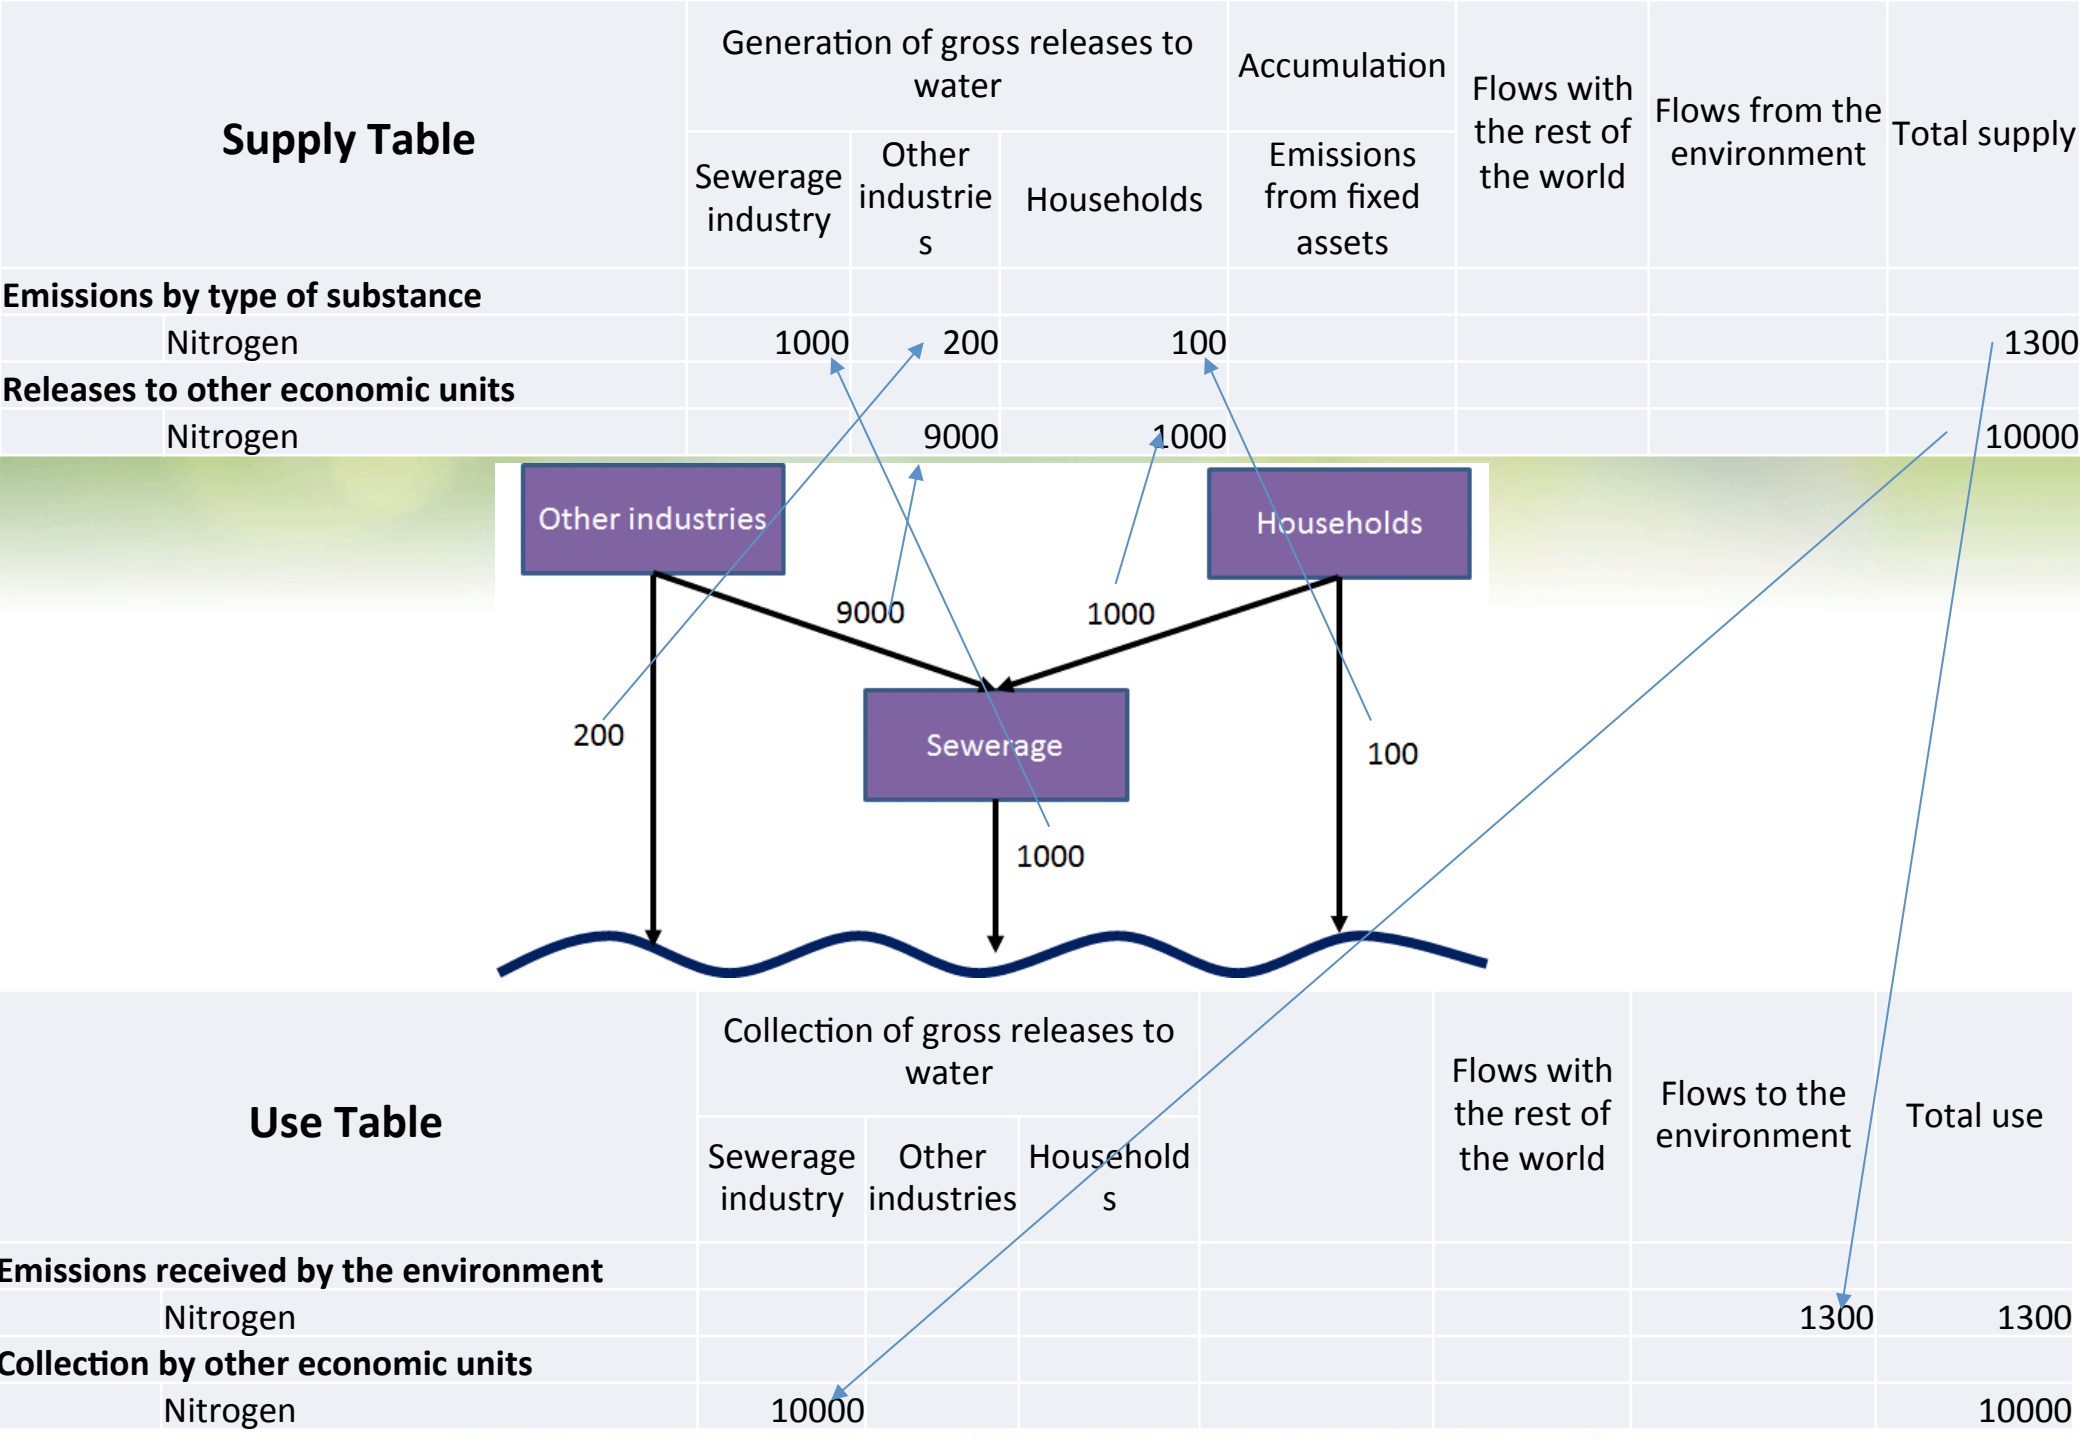 Supply Table
Generation of gross releases to
water
Accumulation
Flows with
the rest of
the world
Flows from the
environment
Total supply
Sewerage
industry
Other
industrie
s
Households
Emissions
from fixed
assets
Emissions by type of substance
Nitrogen 1000 200 100 1300
Releases to other economic units
Nitrogen 9000 1000 10000
Other industries
Households
9000
1000
200
Sewerage
100
1000
Use Table
Collection of gross releases to
water
Flows with
the rest of
the world
Flows to the
environment
Total use
Sewerage
industry
Other
industries
Household
s
Emissions received by the environment
Nitrogen 1300 1300
Collection by other economic units
Nitrogen 10000 10000